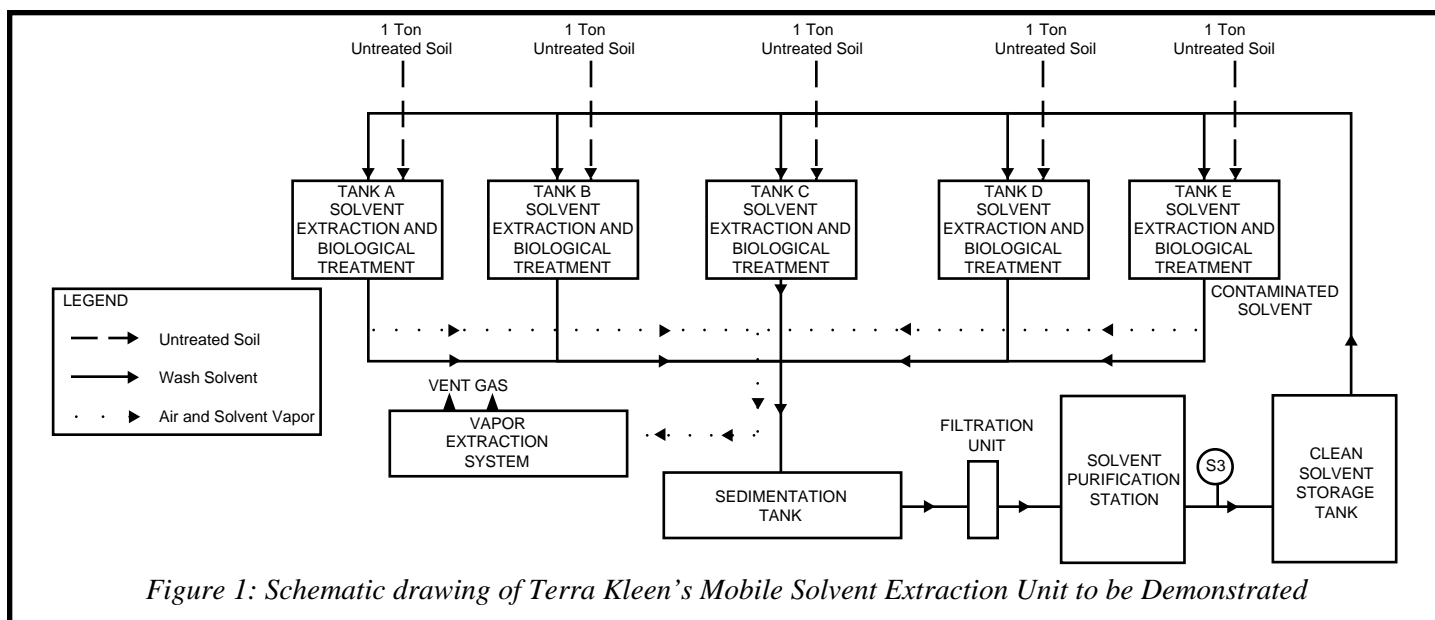 1 Ton
Untreated Soil
1 Ton
Untreated Soil
1 Ton
Untreated Soil
1 Ton
Untreated Soil
1 Ton
Untreated Soil
TANK A
SOLVENT
EXTRACTION AND
BIOLOGICAL
TREATMENT
TANK B
SOLVENT
EXTRACTION AND
BIOLOGICAL
TREATMENT
TANK C
SOLVENT
EXTRACTION AND
BIOLOGICAL
TREATMENT
TANK D
SOLVENT
EXTRACTION AND
BIOLOGICAL
TREATMENT
TANK E
SOLVENT
EXTRACTION AND
BIOLOGICAL
TREATMENT
CONTAMINATED
SOLVENT
LEGEND
Untreated Soil
Wash Solvent
Air and Solvent Vapor
VENT GAS
VAPOR
EXTRACTION
SYSTEM
SEDIMENTATION
TANK
FILTRATION
UNIT
SOLVENT
PURIFICATION
STATION
S3
CLEAN
SOLVENT
STORAGE
TANK
Figure 1: Schematic drawing of Terra Kleen's Mobile Solvent Extraction Unit to be Demonstrated